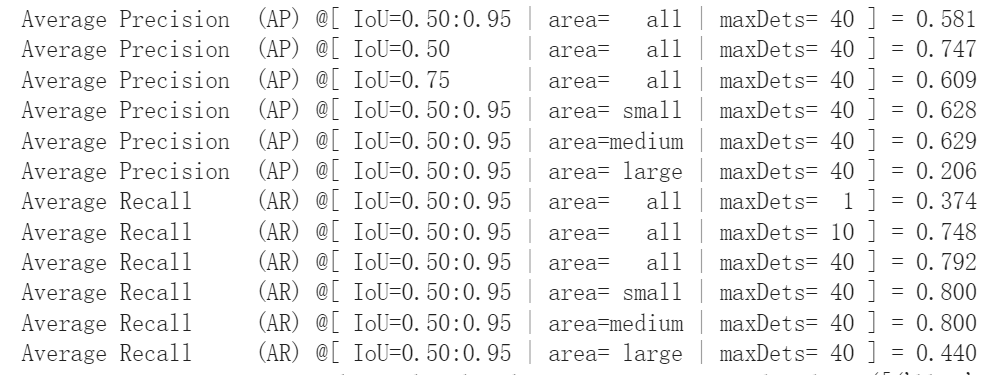 Average Precision  (AP) @[ IoU=0.50:0.95 | area=   all | maxDets= 40 ] = 0.581
Average Precision  (AP) @[ IoU=0.50      | area=   all | maxDets= 40 ] = 0.747
Average Precision  (AP) @[ IoU=0.75      | area=   all | maxDets= 40 ] = 0.609
Average Precision  (AP) @[ IoU=0.50:0.95 | area= small | maxDets= 40 ] = 0.628
Average Precision  (AP) @[ IoU=0.50:0.95 | area=medium | maxDets= 40 ] = 0.629
Average Precision  (AP) @[ IoU=0.50:0.95 | area= large | maxDets= 40 ] = 0.206
Average Recall     (AR) @[ IoU=0.50:0.95 | area=   all | maxDets=  1 ] = 0.374
Average Recall     (AR) @[ IoU=0.50:0.95 | area=   all | maxDets= 10 ] = 0.748
Average Recall     (AR) @[ IoU=0.50:0.95 | area=   all | maxDets= 40 ] = 0.792
Average Recall     (AR) @[ IoU=0.50:0.95 | area= small | maxDets= 40 ] = 0.800
Average Recall     (AR) @[ IoU=0.50:0.95 | area=medium | maxDets= 40 ] = 0.800
Average Recall     (AR) @[ IoU=0.50:0.95 | area= large | maxDets= 40 ] = 0.440